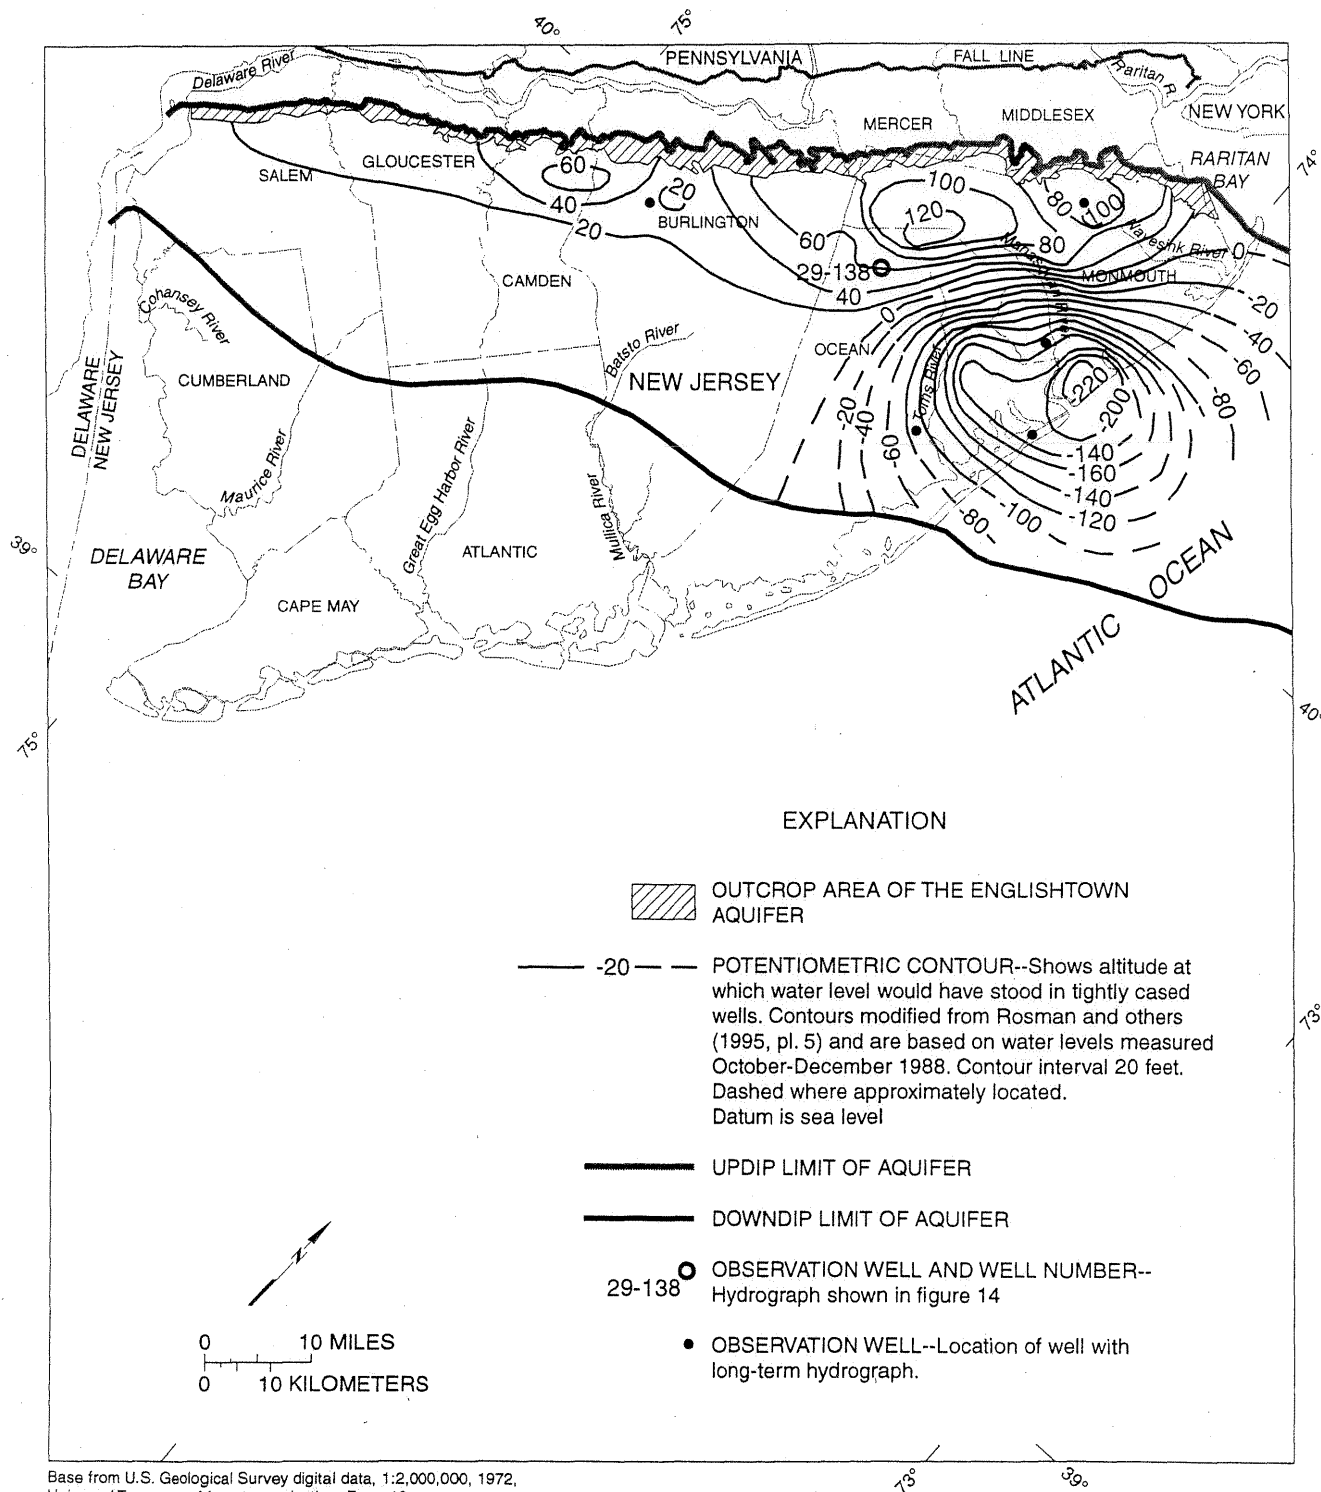 40°
75°
PENNSYLVANIA
FALL LINE
Delaware River
Raritan R.
NEW YORK
MERCER
MIDDLESEX
RARITAN
BAY
74°
GLOUCESTER
SALEM
60
40
20
20
BURLINGTON
100
120
80
100
80
60
29-138
40
Manasquan River
Navesink River
0
MONMOUTH
-20
-40
-60
-80
0
OCEAN
CAMDEN
Cohansey River
Batsto River
NEW JERSEY
Toms River
-220
-200
-20
-40
-60
CUMBERLAND
DELAWARE
NEW JERSEY
Maurice River
Great Egg Harbor River
Mullica River
-140
-160
-140
-120
-100
-80
39°
DELAWARE
BAY
ATLANTIC
CAPE MAY
ATLANTIC OCEAN
75°
40°
73°
EXPLANATION
OUTCROP AREA OF THE ENGLISHTOWN
AQUIFER
-20
POTENTIOMETRIC CONTOUR--Shows altitude at
which water level would have stood in tightly cased
wells. Contours modified from Rosman and others
(1995, pl. 5) and are based on water levels measured
October-December 1988. Contour interval 20 feet.
Dashed where approximately located.
Datum is sea level
UPDIP LIMIT OF AQUIFER
DOWNDIP LIMIT OF AQUIFER
29-138
OBSERVATION WELL AND WELL NUMBER--
Hydrograph shown in figure 14
OBSERVATION WELL--Location of well with
long-term hydrograph.
N
0 10 MILES
0 10 KILOMETERS
73°
39°
Base from U.S. Geological Survey digital data, 1:2,000,000, 1972,